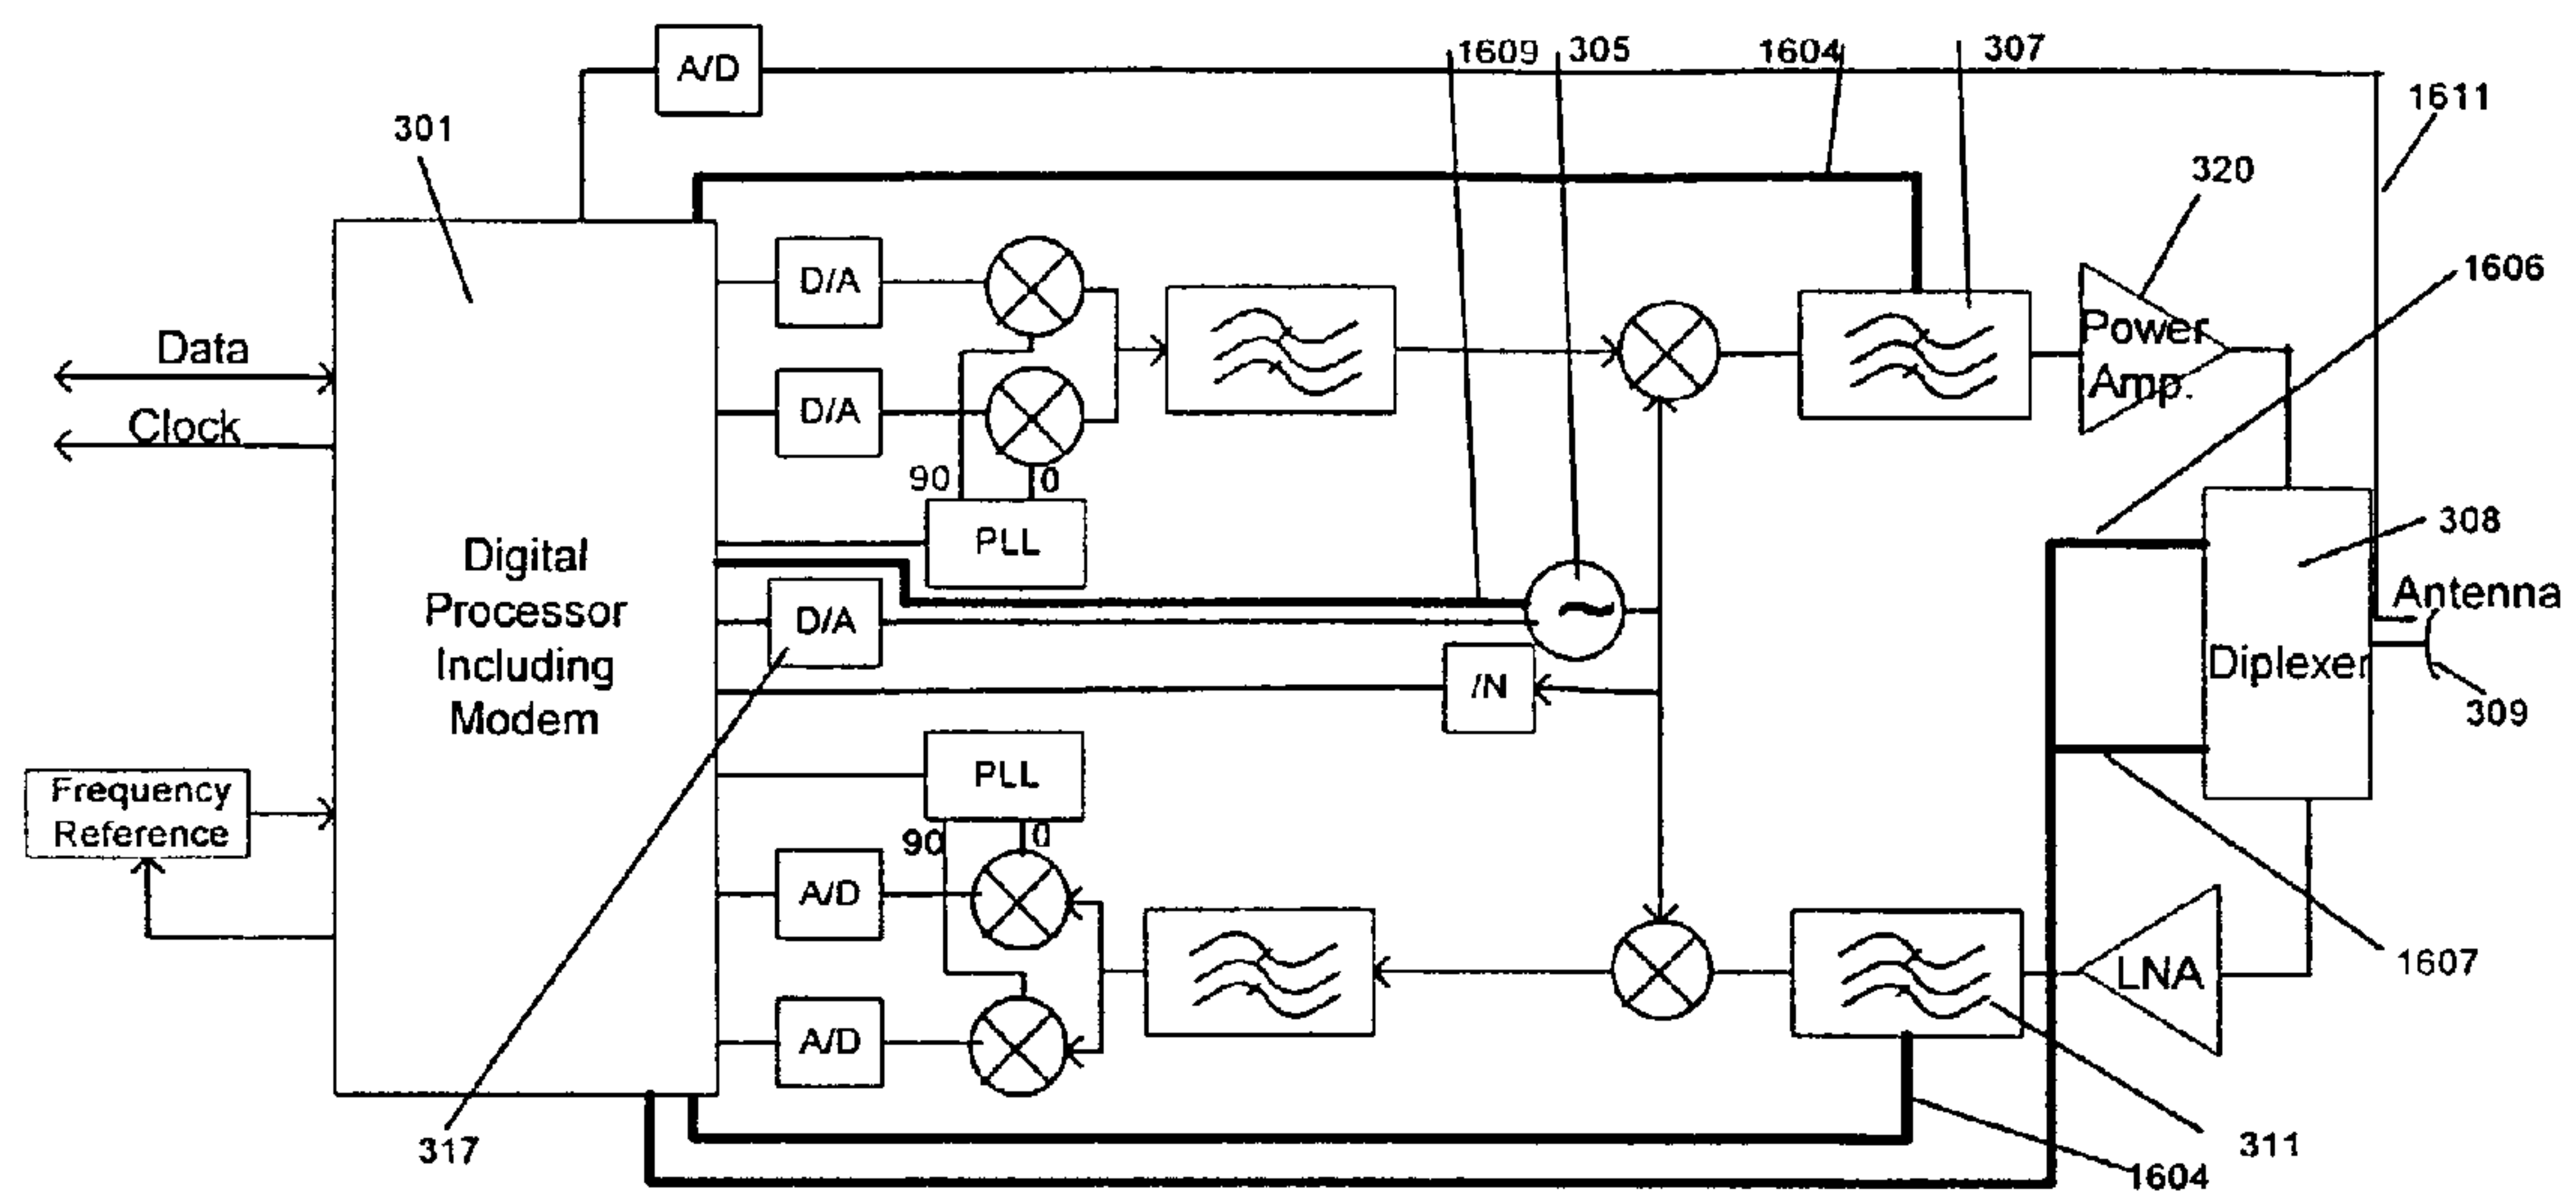 A/D
1609
305
1604
307
1611
301
320
D/A
1606
Data
Power
Amp.
D/A
Clock
90
0
308
PLL
Digital
Processor
Including
Modem
D/A
Antenna
Diplexer
/N
309
PLL
Frequency
Reference
90
0
A/D
1607
LNA
A/D
317
311
1604